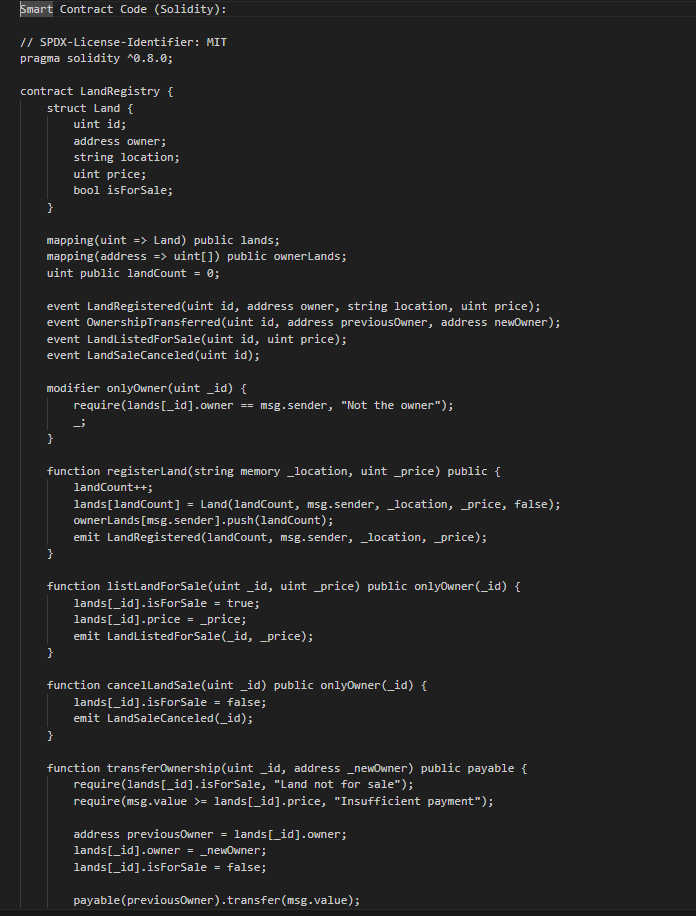 Smart Contract Code (Solidity):
// SPDX-License-Identifier: MIT
pragma solidity ^0.8.0;
contract LandRegistry {
    struct Land {
        uint id;
        address owner;
        string location;
        uint price;
        bool isForSale;
    }
    mapping(uint => Land) public lands;
    mapping(address => uint[]) public ownerLands;
    uint public landCount = 0;
    event LandRegistered(uint id, address owner, string location, uint price);
    event OwnershipTransferred(uint id, address previousOwner, address newOwner);
    event LandListedForSale(uint id, uint price);
    event LandSaleCanceled(uint id);
    modifier onlyOwner(uint _id) {
        require(lands[_id].owner == msg.sender, "Not the owner");
        _;
    }
    function registerLand(string memory _location, uint _price) public {
        landCount++;
        lands[landCount] = Land(landCount, msg.sender, _location, _price, false);
        ownerLands[msg.sender].push(landCount);
        emit LandRegistered(landCount, msg.sender, _location, _price);
    }
    function listLandForSale(uint _id, uint _price) public onlyOwner(_id) {
        lands[_id].isForSale = true;
        lands[_id].price = _price;
        emit LandListedForSale(_id, _price);
    }
    function cancelLandSale(uint _id) public onlyOwner(_id) {
        lands[_id].isForSale = false;
        emit LandSaleCanceled(_id);
    }
    function transferOwnership(uint _id, address _newOwner) public payable {
        require(lands[_id].isForSale, "Land not for sale");
        require(msg.value >= lands[_id].price, "Insufficient payment");
        address previousOwner = lands[_id].owner;
        lands[_id].owner = _newOwner;
        lands[_id].isForSale = false;
        payable(previousOwner).transfer(msg.value);